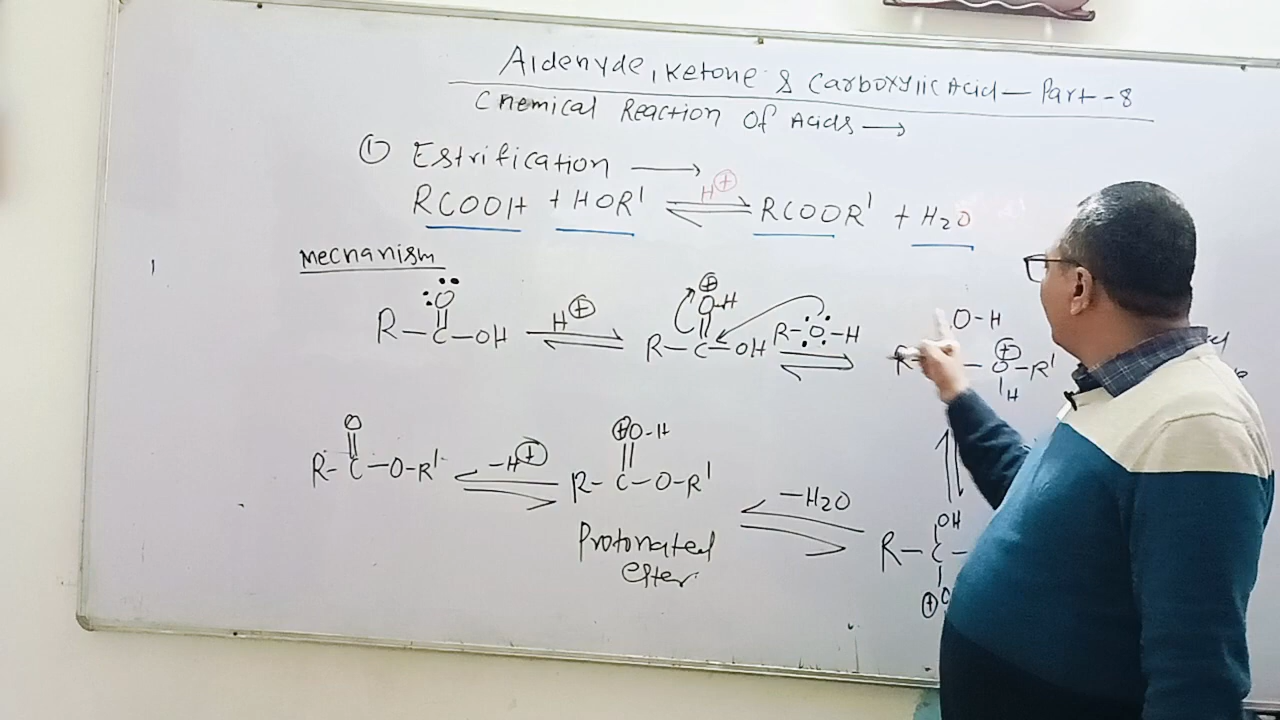 Aldehyde, Ketone & Carboxylic Acid – Part-8
Chemical Reaction Of Acids →
① Estrification →
RCOOH + HOR' ⇌ RCOOR' + H2O
H⊕
Mechanism
R–C–OH
O
H⊕
R–C=OH
⊕
O-H
R–O–H
O-H
R
⊕
–O–R'
H
O
R-C-O-R'
-H⊕
⊕O-H
R-C-O-R'
Protonated
ester.
-H2O
OH
R–C–
⊕O